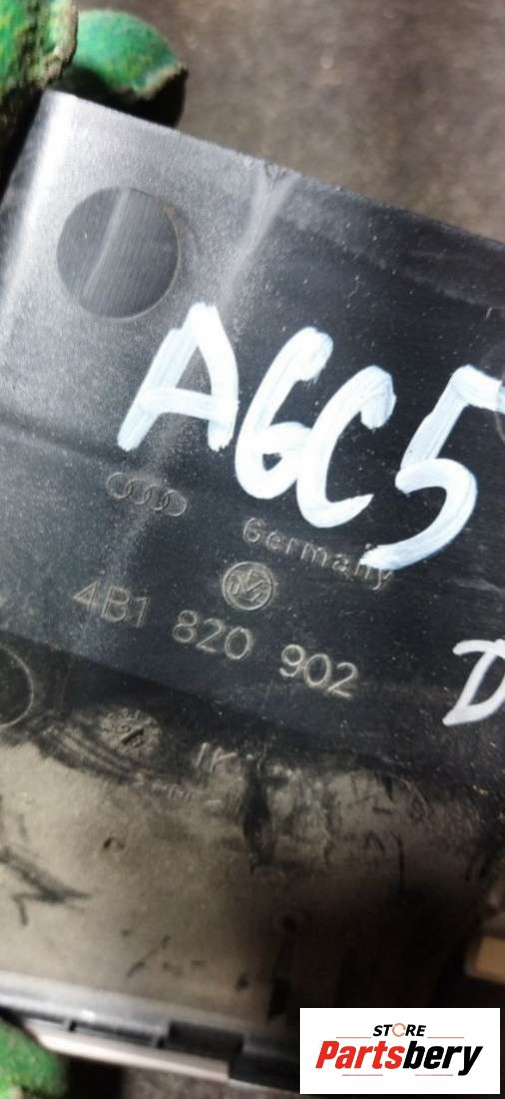 A6C5
Germany
4B1 820 902
D
STORE
Partsbery